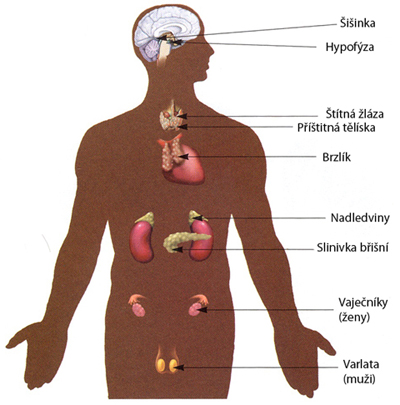 Šišinka
Hypofýza
Štítná žláza
Příštitná tělíska
Brzlík
Nadledviny
Slinivka břišní
Vaječníky
(ženy)
Varlata
(muži)